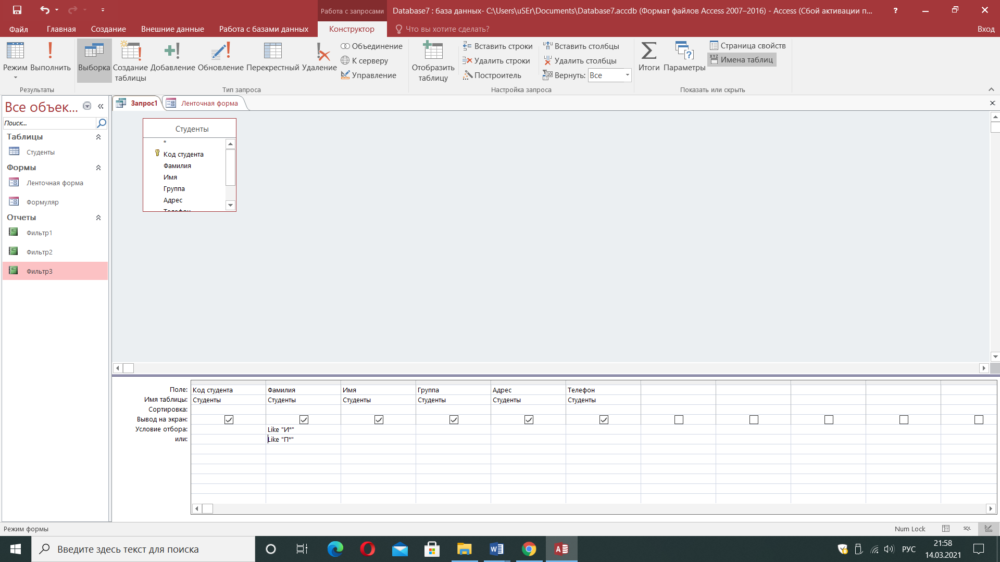 Работа с запросами
Database7 : база данных- C:\Users\uSEr\Documents\Database7.accdb (Формат файлов Access 2007–2016) - Access (Сбой активации п...
?
Файл
Главная
Создание
Внешние данные
Работа с базами данных
Конструктор
Что вы хотите сделать?
Вход
Режим
Выполнить
Результаты
Выборка
Создание
таблицы
Добавление
Обновление
Перекрестный
Удаление
Объединение
К серверу
Управление
Тип запроса
Отобразить
таблицу
Вставить строки
Удалить строки
Построитель
Вставить столбцы
Удалить столбцы
Вернуть: Все
Настройка запроса
Итоги
Параметры
Страница свойств
XYZ Имена таблиц
Показать или скрыть
Все объек...
Поиск...
Таблицы
Студенты
Формы
Ленточная форма
Формуляр
Отчеты
Фильтр1
Фильтр2
Фильтр3
Запрос1
Ленточная форма
Студенты
*
Код студента
Фамилия
Имя
Группа
Адрес
Телефон
Поле: Код студента Фамилия Имя Группа Адрес Телефон
Имя таблицы: Студенты Студенты Студенты Студенты Студенты Студенты
Сортировка:
Вывод на экран:
Условие отбора: Like "И*"
или: Like "П*"
Режим формы
Num Lock
SQL
Введите здесь текст для поиска
РУС
21:58
14.03.2021